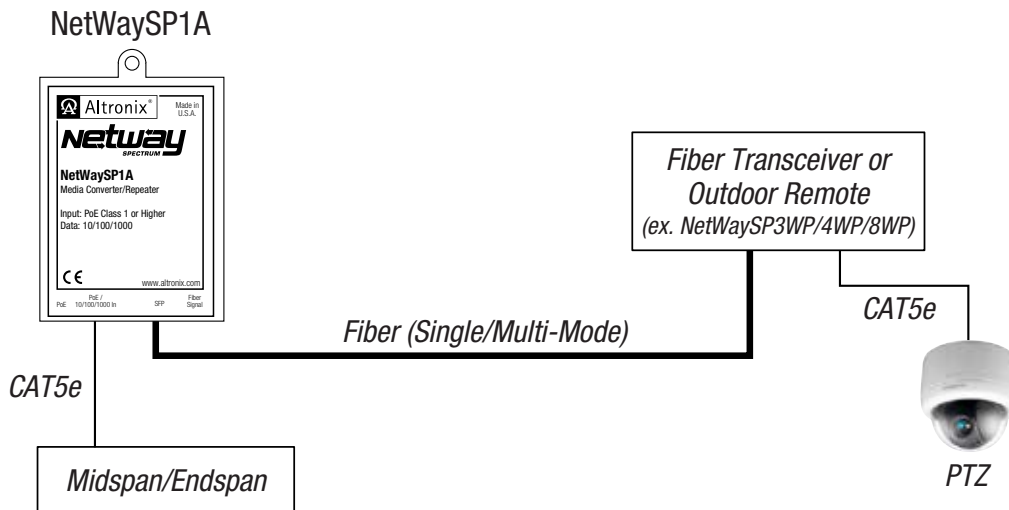 NetWaySP1A
Altronix®
Made in
U.S.A.
Netway
SPECTRUM
NetWaySP1A
Media Converter/Repeater
Input: PoE Class 1 or Higher
Data: 10/100/1000
CE
www.altronix.com
PoE
PoE /
10/100/1000 In
SFP
Fiber
Signal
Fiber Transceiver or
Outdoor Remote
(ex. NetWaySP3WP/4WP/8WP)
Fiber (Single/Multi-Mode)
CAT5e
CAT5e
Midspan/Endspan
PTZ